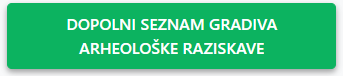 DOPOLNI SEZNAM GRADIVA
ARHEOLOŠKE RAZISKAVE